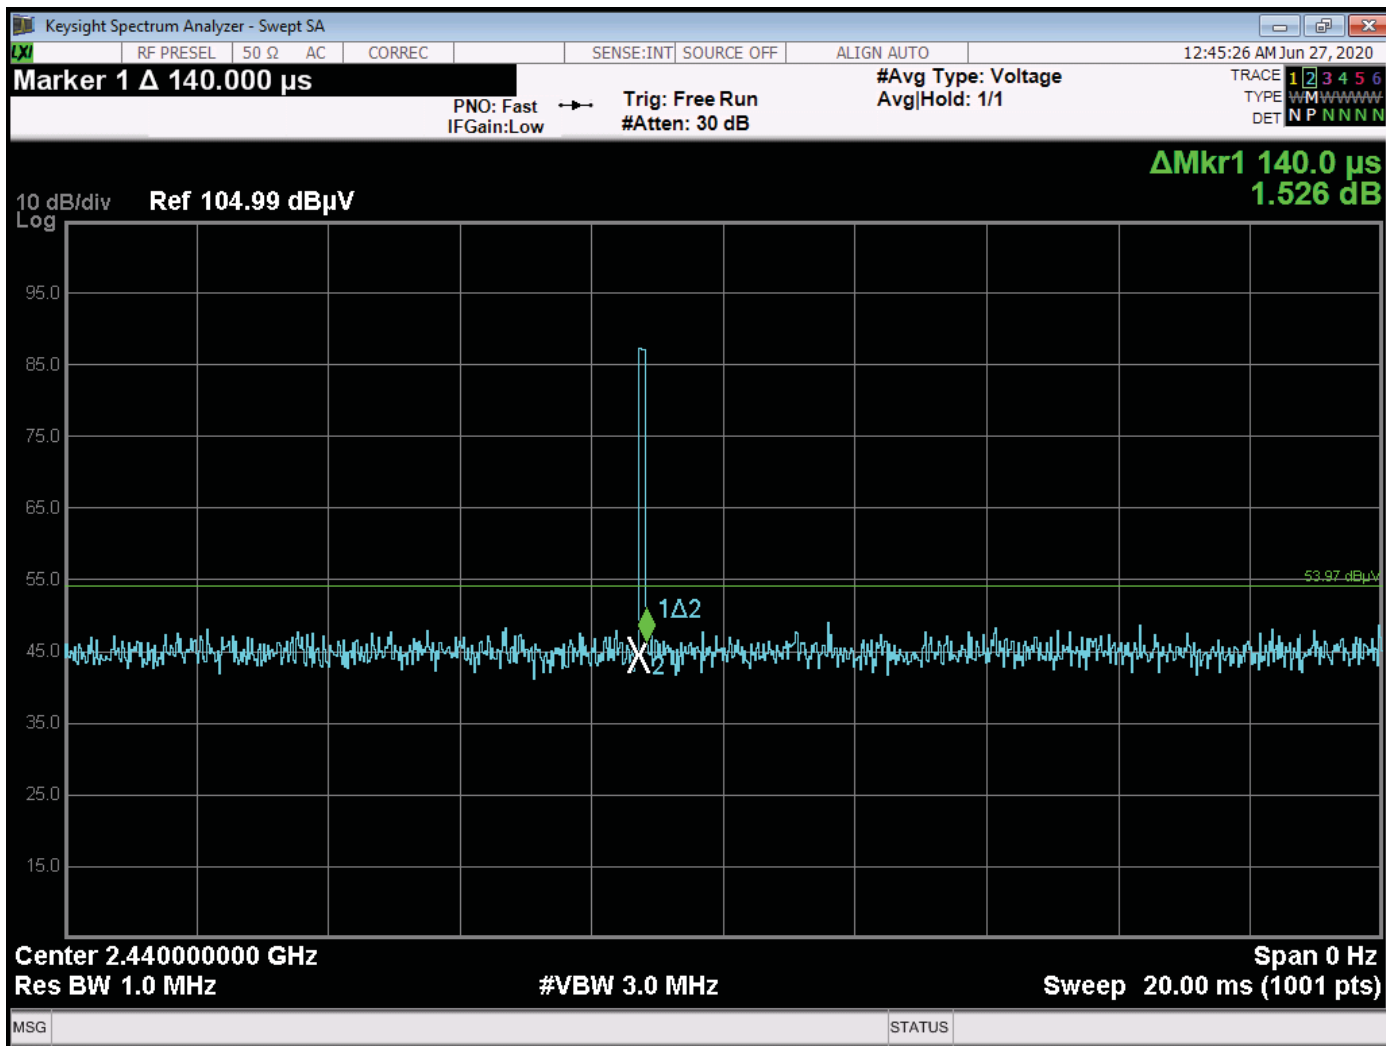 Keysight Spectrum Analyzer - Swept SA
LXI RF PRESEL 50 Ω AC CORREC SENSE:INT SOURCE OFF ALIGN AUTO 12:45:26 AM Jun 27, 2020
Marker 1 Δ 140.000 µs
PNO: Fast
IFGain:Low
Trig: Free Run
#Atten: 30 dB
#Avg Type: Voltage
Avg|Hold: 1/1
TRACE 1 2 3 4 5 6
TYPE W M W W W W
DET N P N N N N
ΔMkr1 140.0 µs
1.526 dB
10 dB/div
Log
Ref 104.99 dBµV
95.0
85.0
75.0
65.0
55.0
53.97 dBµV
1Δ2
45.0
X2
35.0
25.0
15.0
Center 2.440000000 GHz
Span 0 Hz
Res BW 1.0 MHz
#VBW 3.0 MHz
Sweep 20.00 ms (1001 pts)
MSG
STATUS